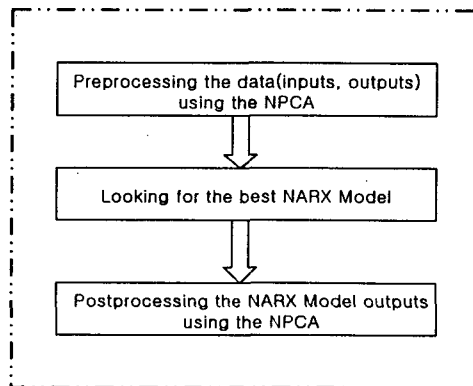 Preprocessing the data(inputs, outputs)
using the NPCA
Looking for the best NARX Model
Postprocessing the NARX Model outputs
using the NPCA